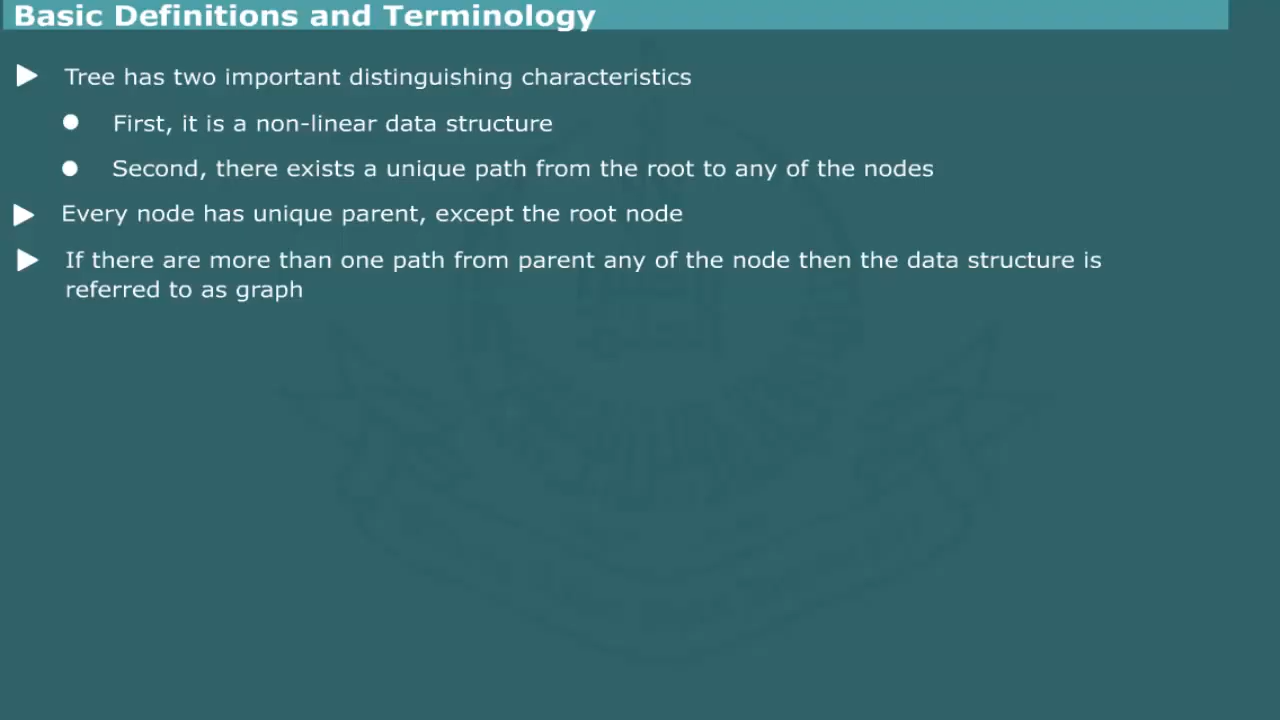 Basic Definitions and Terminology
Tree has two important distinguishing characteristics
First, it is a non-linear data structure
Second, there exists a unique path from the root to any of the nodes
Every node has unique parent, except the root node
If there are more than one path from parent any of the node then the data structure is
referred to as graph